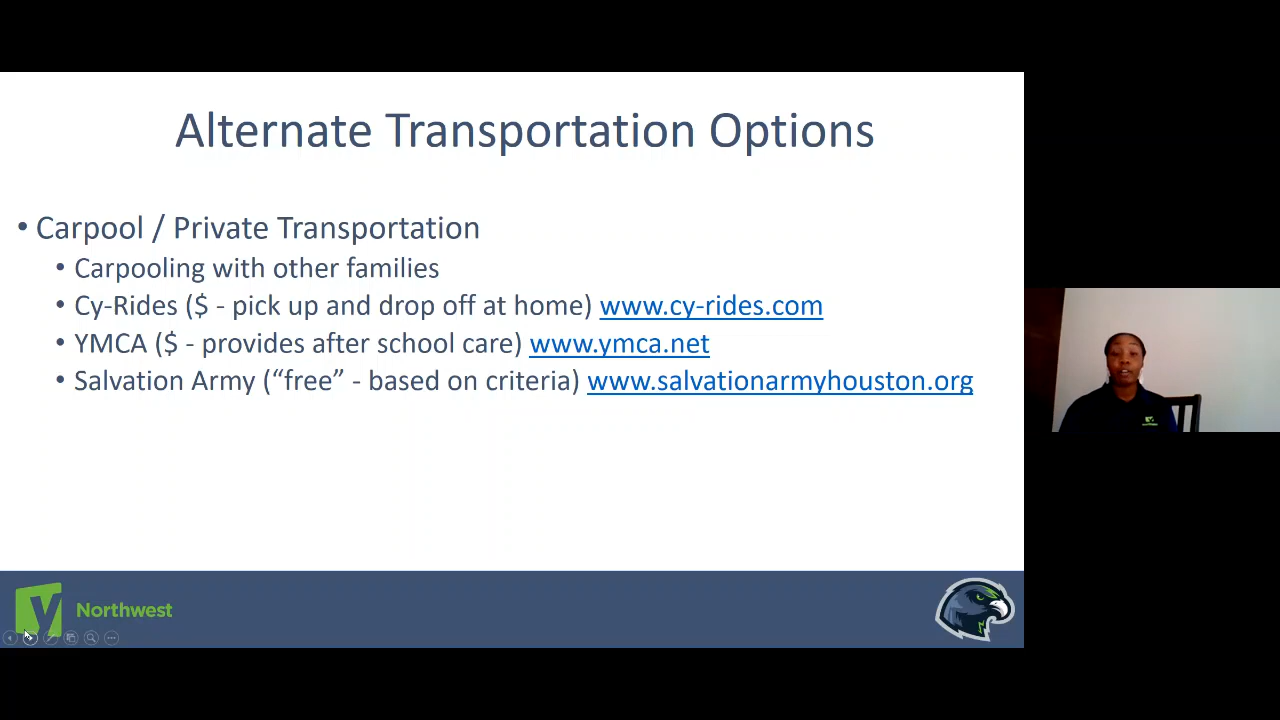 Alternate Transportation Options
• Carpool / Private Transportation
• Carpooling with other families
• Cy-Rides ($ - pick up and drop off at home) www.cy-rides.com
• YMCA ($ - provides after school care) www.ymca.net
• Salvation Army (“free” - based on criteria) www.salvationarmyhouston.org
y Northwest